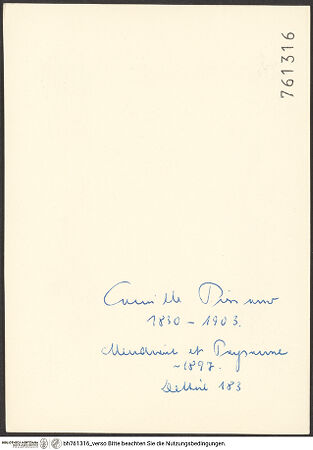 761316
Camille Pissarro
1830 - 1903.
Mendiant et Paysanne
~1897.
Delteil 183
bh761316_verso Bitte beachten Sie die Nutzungsbedingungen.